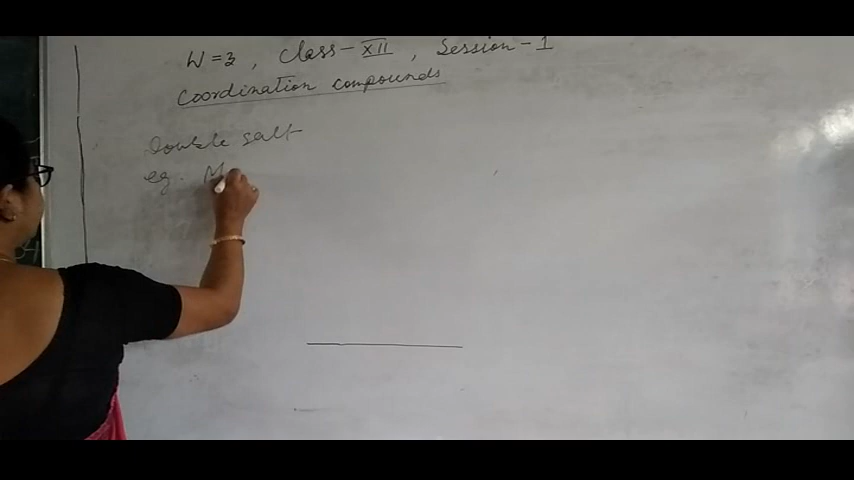 W = 3, Class - XII, Session - 1
Coordination compounds
Double salt
eg. M